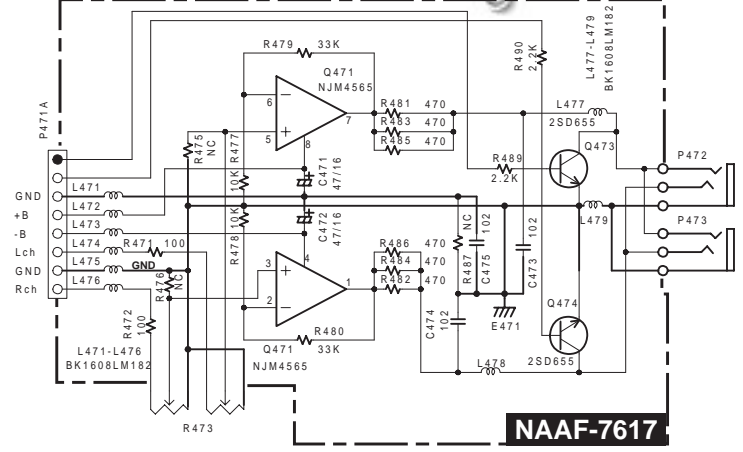 R479 33K
Q471
NJM4565
R490
2.2K
L477-L479
BK1608LM182
P471A
6
5
7
8
R481 470
R483 470
R485 470
L477
2SD655
Q473
R489
2.2K
P472
R475
NC
R477
10K
C471
47/16
GND
+B
-B
Lch
GND
Rch
L471
L472
L473
L474
L475
L476
R471 100
GND
R476
NC
R478
10K
C472
47/16
4
3
2
1
R486 470
R484 470
R482 470
NC
R487
102
C475
102
C473
L479
P473
C474
102
E471
Q474
2SD655
L478
R472
100
R480
33K
Q471
NJM4565
L471-L476
BK1608LM182
R473
NAAF-7617